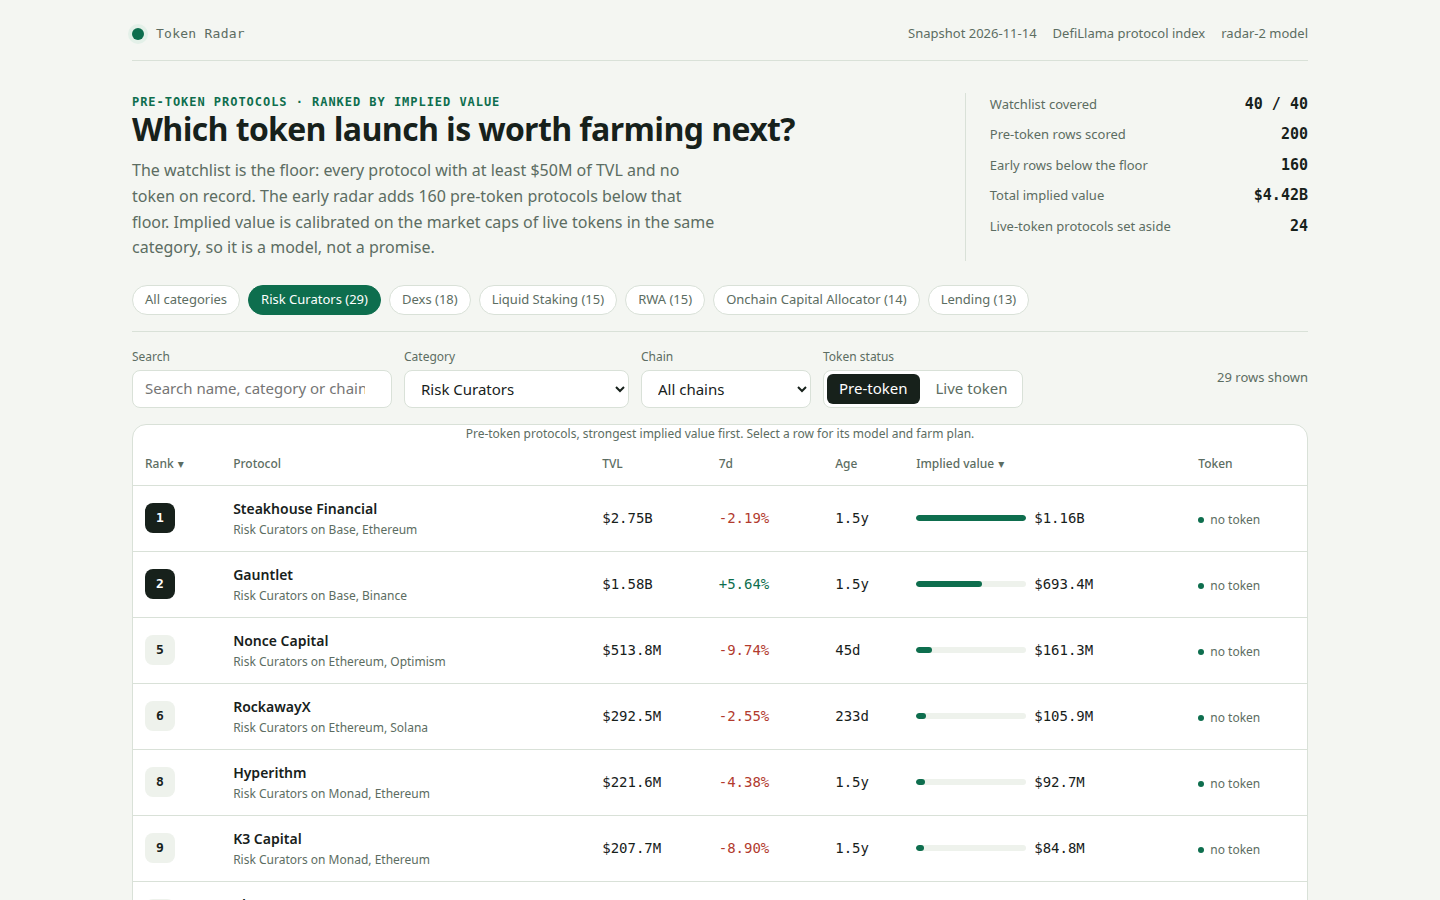 Token Radar
Snapshot 2026-11-14 DefiLlama protocol index radar-2 model
PRE-TOKEN PROTOCOLS · RANKED BY IMPLIED VALUE
Which token launch is worth farming next?
The watchlist is the floor: every protocol with at least $50M of TVL and no
token on record. The early radar adds 160 pre-token protocols below that
floor. Implied value is calibrated on the market caps of live tokens in the same
category, so it is a model, not a promise.
Watchlist covered 40 / 40
Pre-token rows scored 200
Early rows below the floor 160
Total implied value $4.42B
Live-token protocols set aside 24
All categories Risk Curators (29) Dexs (18) Liquid Staking (15) RWA (15) Onchain Capital Allocator (14) Lending (13)
Search Category Chain Token status
Search name, category or chain Risk Curators All chains Pre-token Live token 29 rows shown
Pre-token protocols, strongest implied value first. Select a row for its model and farm plan.
Rank ▾ Protocol TVL 7d Age Implied value ▾ Token
1 Steakhouse Financial $2.75B -2.19% 1.5y $1.16B no token
Risk Curators on Base, Ethereum
2 Gauntlet $1.58B +5.64% 1.5y $693.4M no token
Risk Curators on Base, Binance
5 Nonce Capital $513.8M -9.74% 45d $161.3M no token
Risk Curators on Ethereum, Optimism
6 RockawayX $292.5M -2.55% 233d $105.9M no token
Risk Curators on Ethereum, Solana
8 Hyperithm $221.6M -4.38% 1.5y $92.7M no token
Risk Curators on Monad, Ethereum
9 K3 Capital $207.7M -8.90% 1.5y $84.8M no token
Risk Curators on Monad, Ethereum